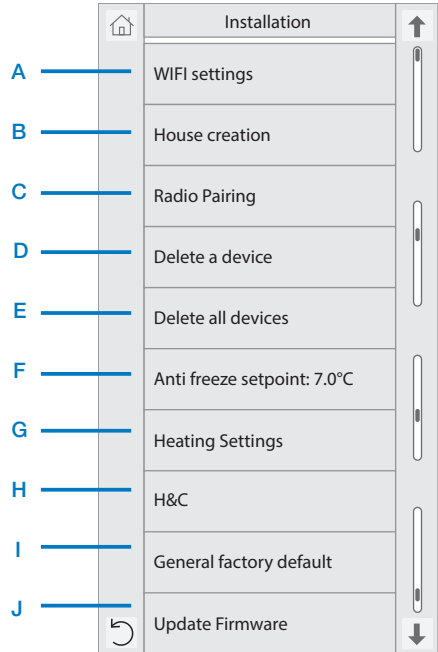 Installation
A WIFI settings
B House creation
C Radio Pairing
D Delete a device
E Delete all devices
F Anti freeze setpoint: 7.0°C
G Heating Settings
H H&C
I General factory default
J Update Firmware